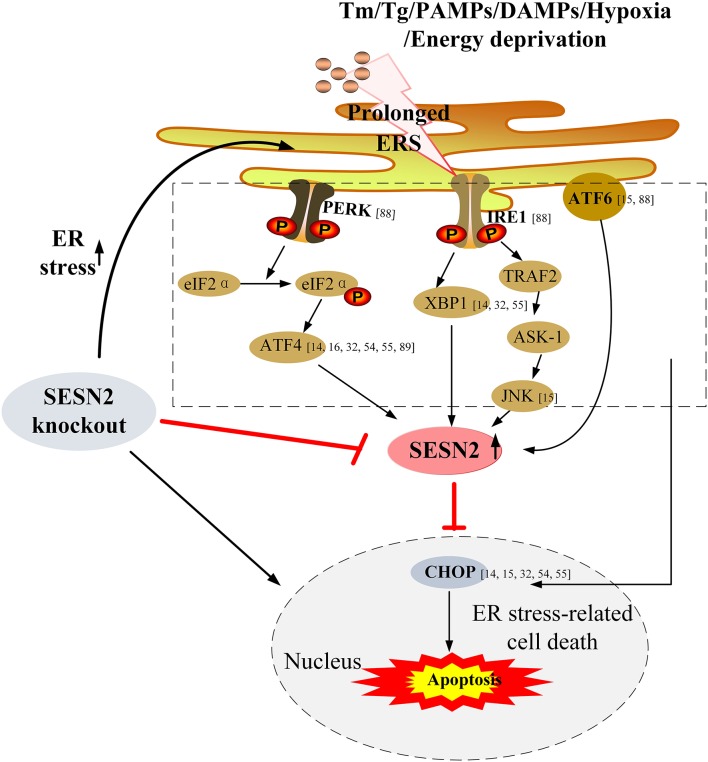 Tm/Tg/PAMPs/DAMPs/Hypoxia
/Energy deprivation
Prolonged
ERS
PERK [88]
IRE1 [88]
ATF6 [15, 88]
P
P
P
P
ER
stress
eIF2α
eIF2α
P
XBP1 [14, 32, 55]
TRAF2
ATF4 [14, 16, 32, 54, 55, 89]
ASK-1
JNK [15]
SESN2
knockout
SESN2
CHOP [14, 15, 32, 54, 55]
ER stress-related
cell death
Nucleus
Apoptosis